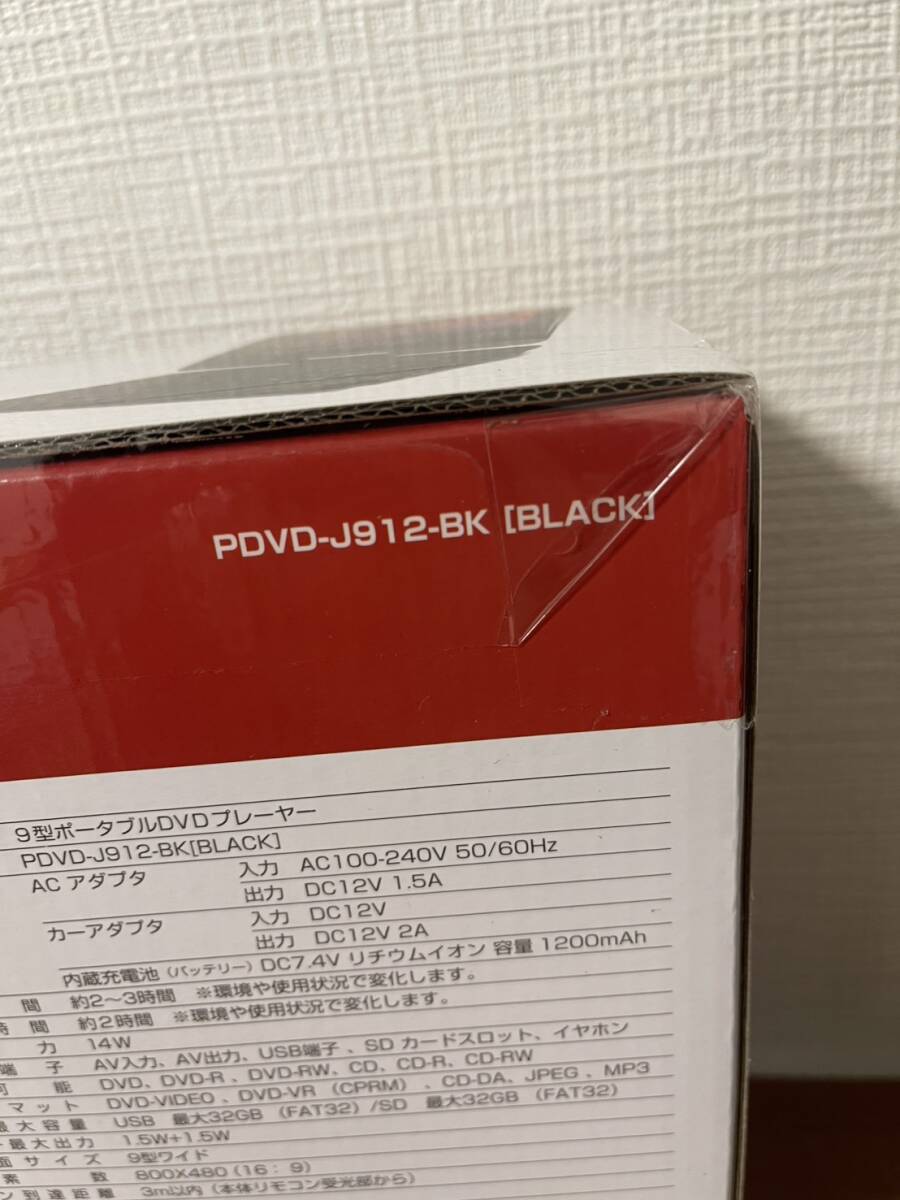 PDVD-J912-BK [BLACK]
9型ポータブルDVDプレーヤー
PDVD-J912-BK[BLACK]
AC アダプタ 入力 AC100-240V 50/60Hz
出力 DC12V 1.5A
カーアダプタ 入力 DC12V
出力 DC12V 2A
内蔵充電池（バッテリー）DC7.4V リチウムイオン 容量 1200mAh
間 約2〜3時間 ※環境や使用状況で変化します。
時間 約2時間 ※環境や使用状況で変化します。
力 14W
端子 AV入力、AV出力、USB端子、SD カードスロット、イヤホン
可能 DVD、DVD-R、DVD-RW、CD、CD-R、CD-RW
マット DVD-VIDEO、DVD-VR（CPRM）、CD-DA、JPEG、MP3
最大容量 USB 最大32GB（FAT32）/SD 最大32GB（FAT32）
最大出力 1.5W+1.5W
面サイズ 9型ワイド
素数 800X480（16：9）
ン到達距離 3m以内（本体リモコン受光部から）